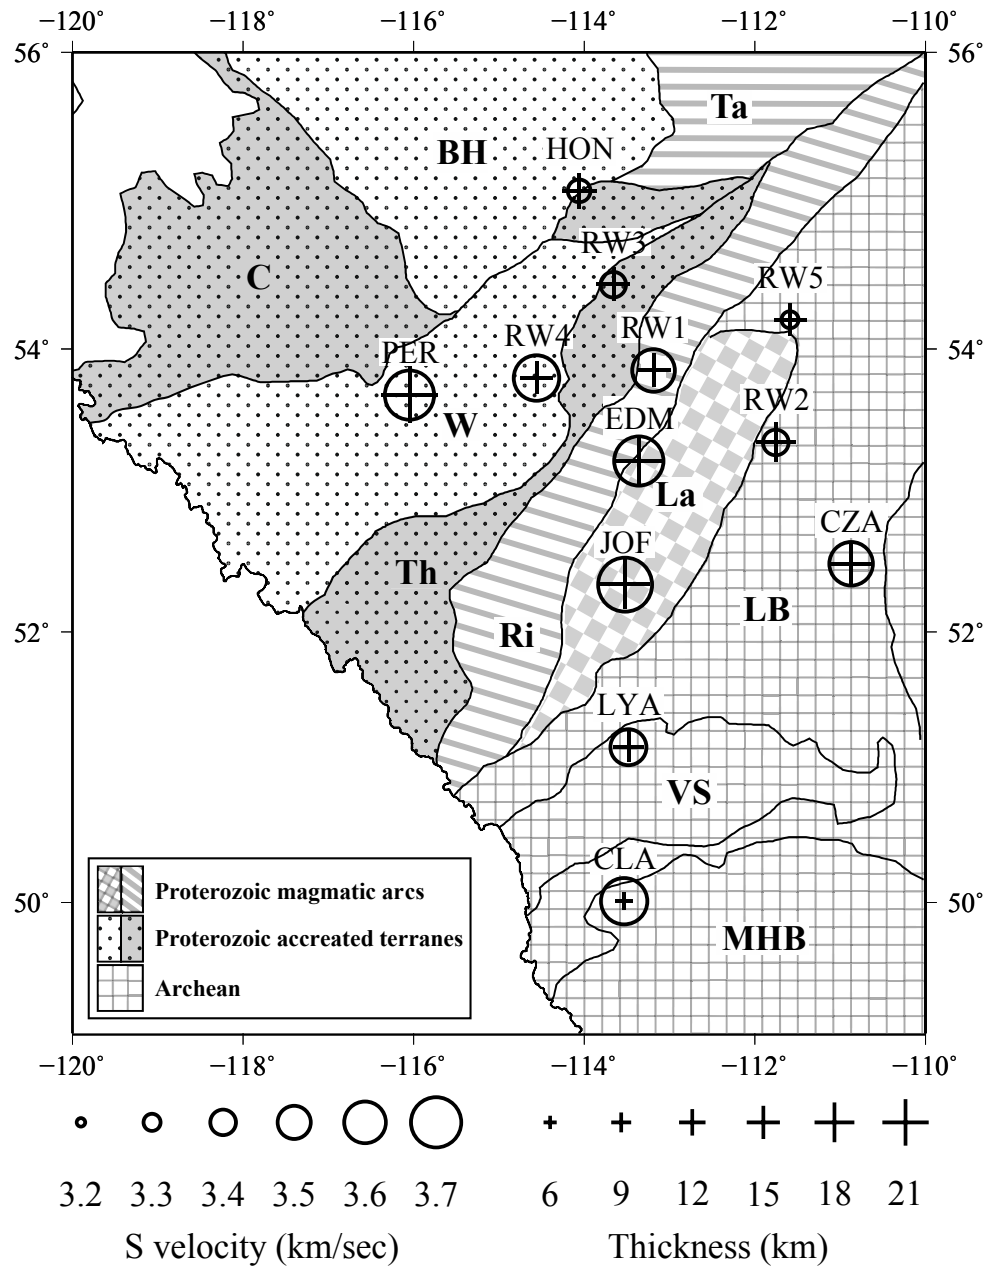 −120° −118° −116° −114° −112° −110°
56° 56°
Ta
BH HON
RW3
C RW5
RW4 RW1
54° PER 54°
RW2
W EDM
La
CZA
JOF
Th
LB
52° Ri 52°
LYA
VS
CLA
Proterozoic magmatic arcs
50° 50°
Proterozoic accreated terranes
MHB
Archean
−120° −118° −116° −114° −112° −110°
3.2 3.3 3.4 3.5 3.6 3.7 6 9 12 15 18 21
S velocity (km/sec) Thickness (km)